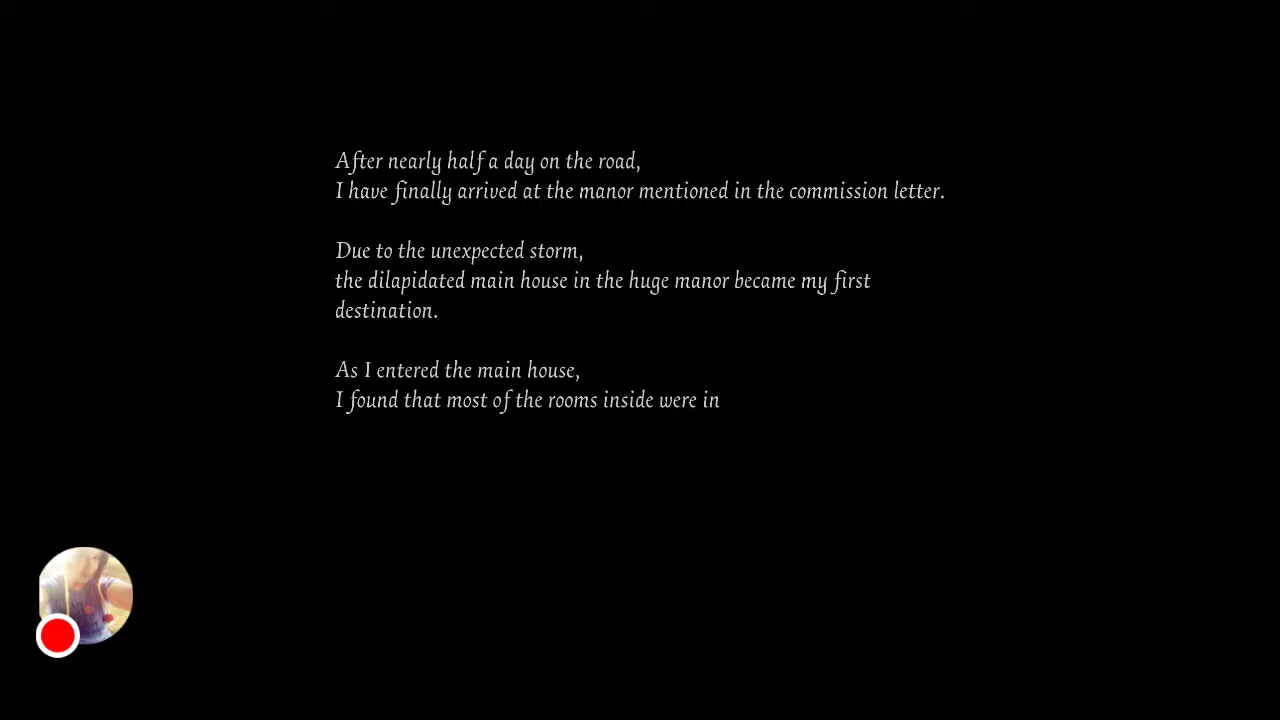 After nearly half a day on the road,
I have finally arrived at the manor mentioned in the commission letter.
Due to the unexpected storm,
the dilapidated main house in the huge manor became my first
destination.
As I entered the main house,
I found that most of the rooms inside were in